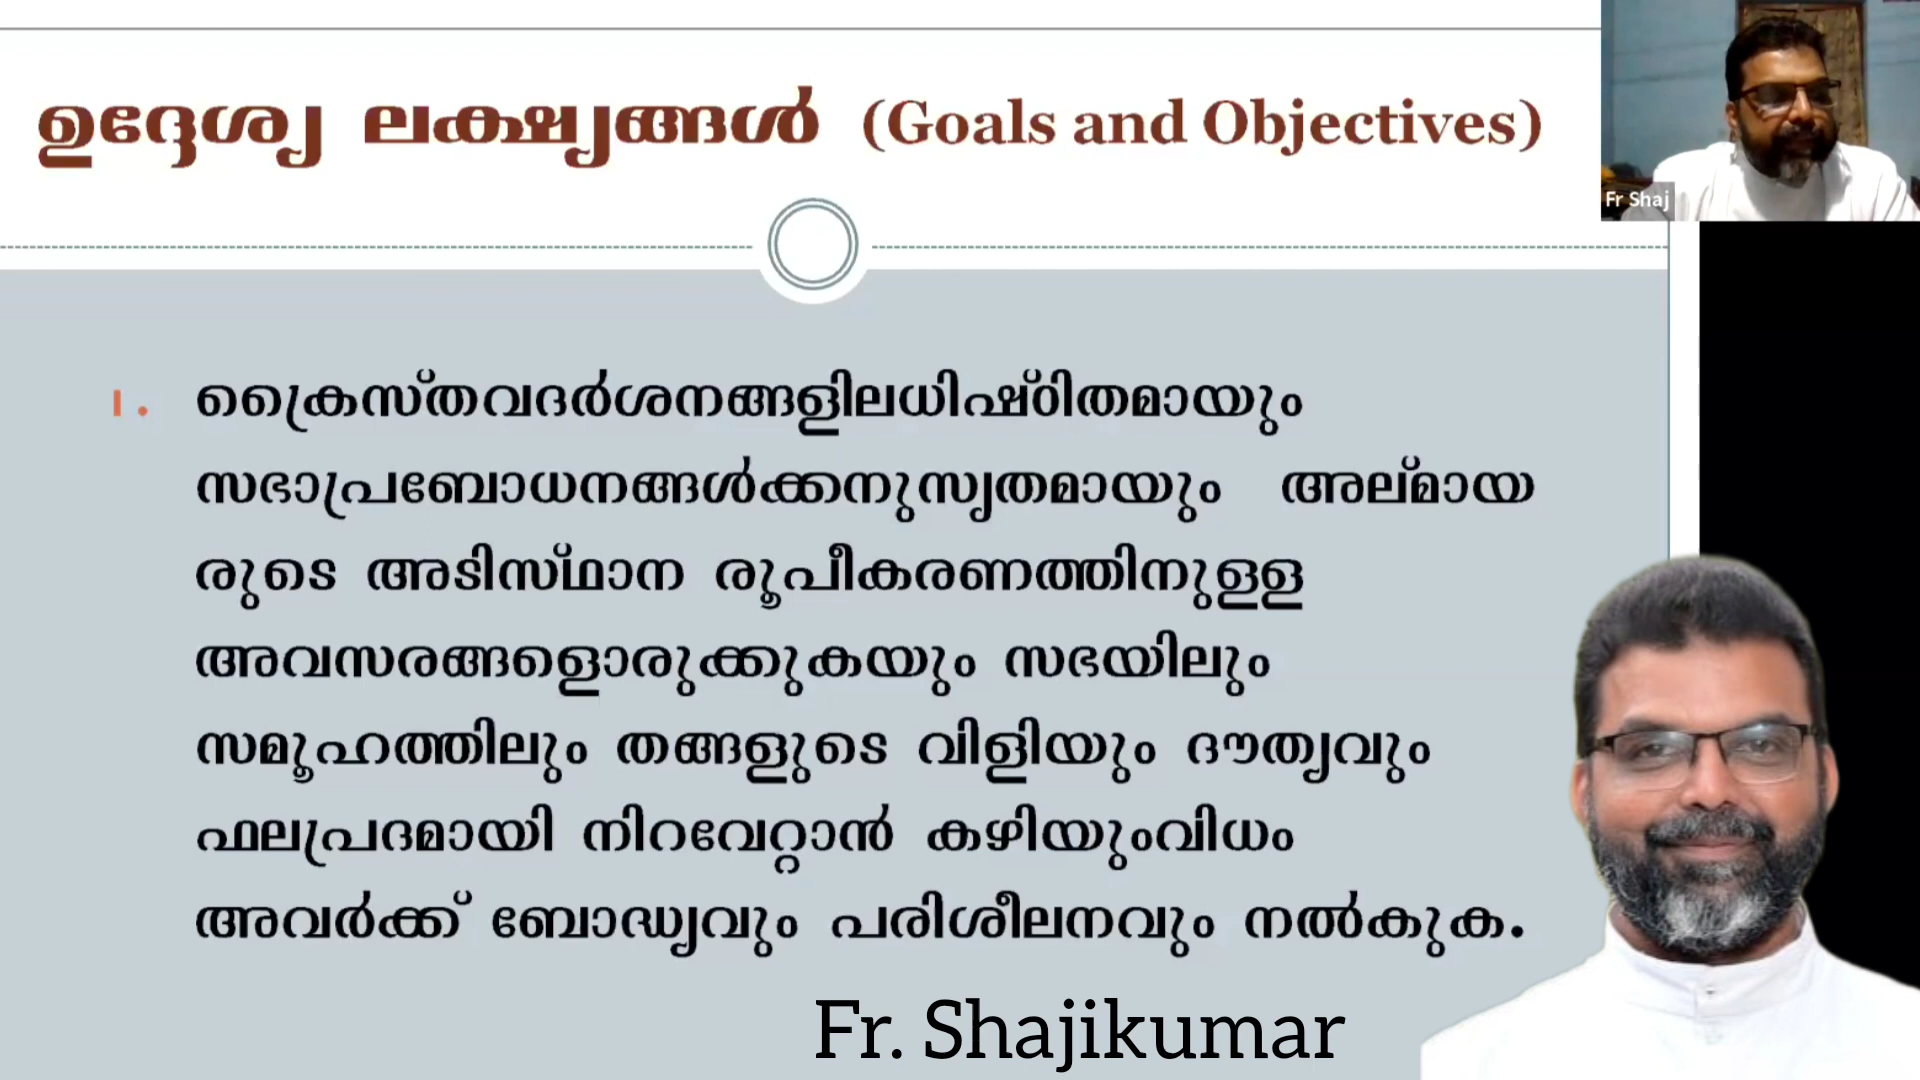 ഉദ്ദേശ്യ ലക്ഷ്യങ്ങൾ (Goals and Objectives)
Fr Shaj
1. ക്രൈസ്തവദർശനങ്ങളിലധിഷ്ഠിതമായും
സഭാപ്രബോധനങ്ങൾക്കനുസൃതമായും അല്മായ
രുടെ അടിസ്ഥാന രൂപീകരണത്തിനുളള
അവസരങ്ങളൊരുക്കുകയും സഭയിലും
സമൂഹത്തിലും തങ്ങളുടെ വിളിയും ദൗത്യവും
ഫലപ്രദമായി നിറവേറ്റാൻ കഴിയുംവിധം
അവർക്ക് ബോദ്ധ്യവും പരിശീലനവും നൽകുക.
Fr. Shajikumar